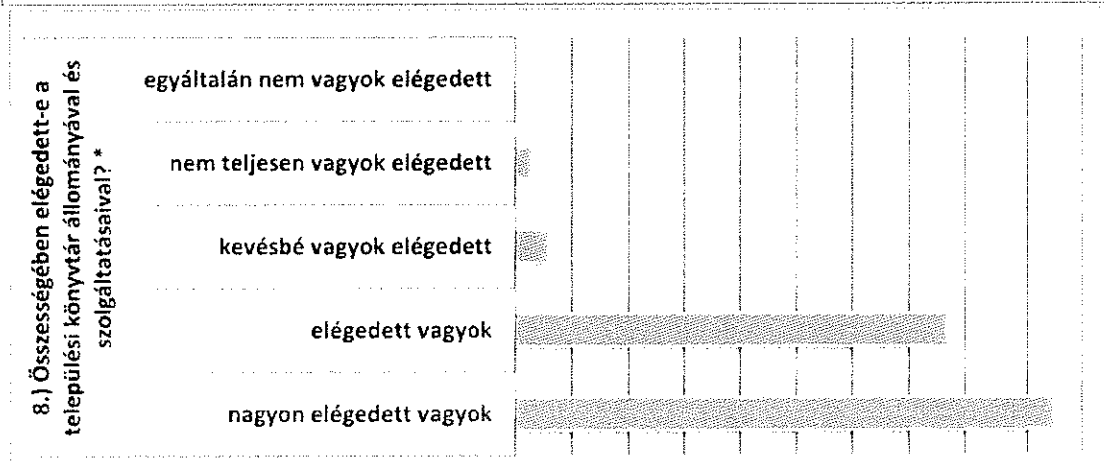 8.) Összességében elégedett-e a
települési könyvtár állományával és
szolgáltatásaival? *
egyáltalán nem vagyok elégedett
nem teljesen vagyok elégedett
kevésbé vagyok elégedett
elégedett vagyok
nagyon elégedett vagyok